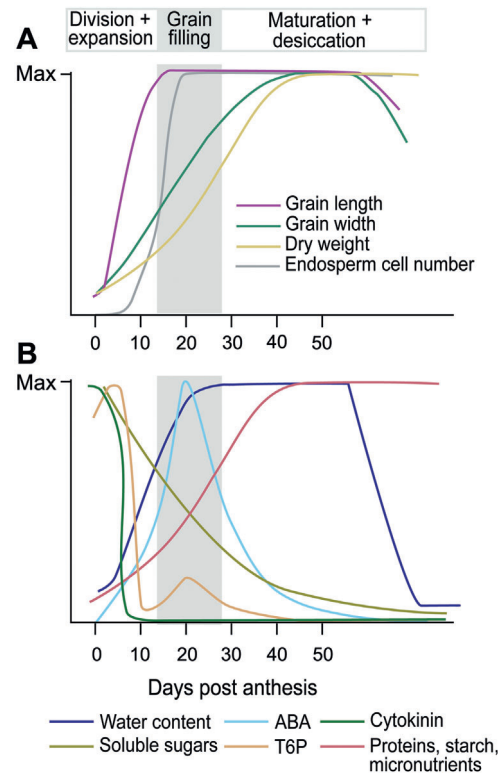 Division +
expansion
Grain
filling
Maturation +
desiccation
A
Max
Grain length
Grain width
Dry weight
Endosperm cell number
0 10 20 30 40 50
B
Max
0 10 20 30 40 50
Days post anthesis
Water content
ABA
Cytokinin
Soluble sugars
T6P
Proteins, starch,
micronutrients